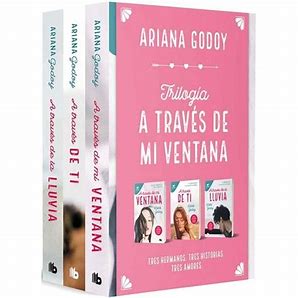 ARIANA Godoy
A través de la LLUVIA
ARIANA Godoy
A través DE TI
ARIANA Godoy
A través de mi VENTANA
ARIANA GODOY
Trilogía
A TRAVÉS DE
MI VENTANA
VENTANA
DE TI
LLUVIA
TRES HERMANOS. TRES HISTORIAS.
TRES AMORES.